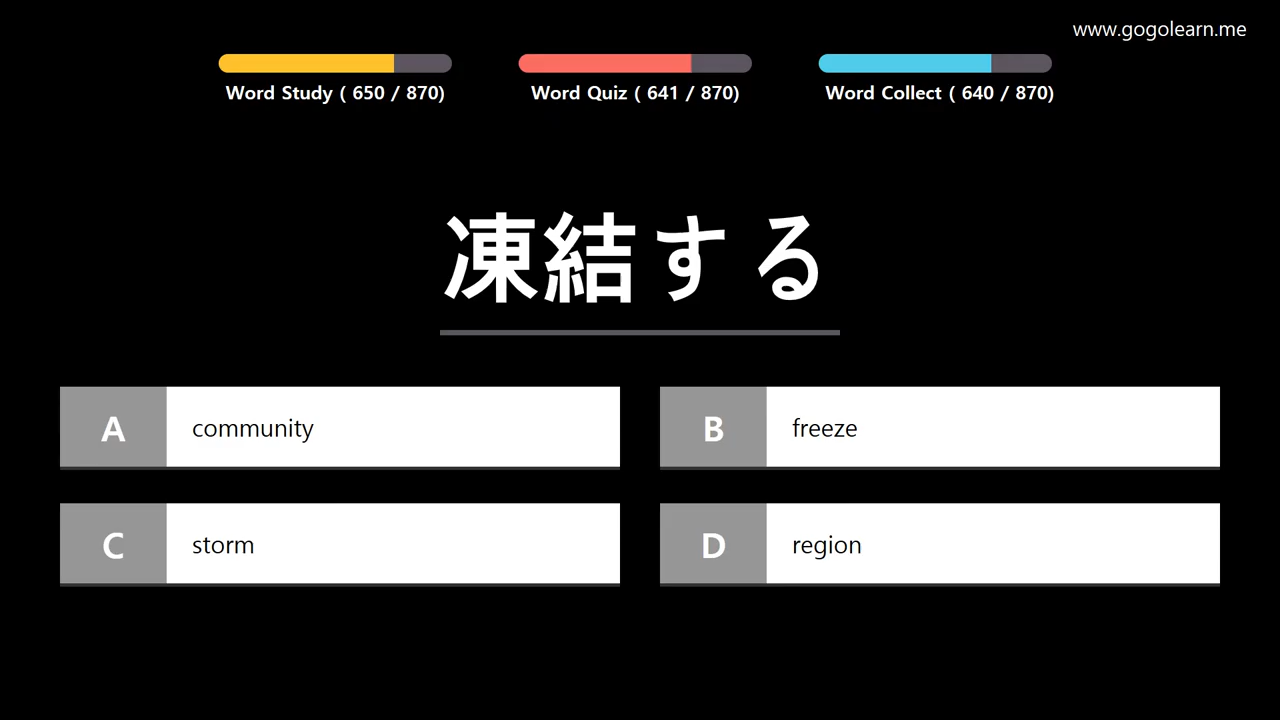 www.gogolearn.me
Word Study ( 650 / 870)
Word Quiz ( 641 / 870)
Word Collect ( 640 / 870)
凍結する
A community
B freeze
C storm
D region